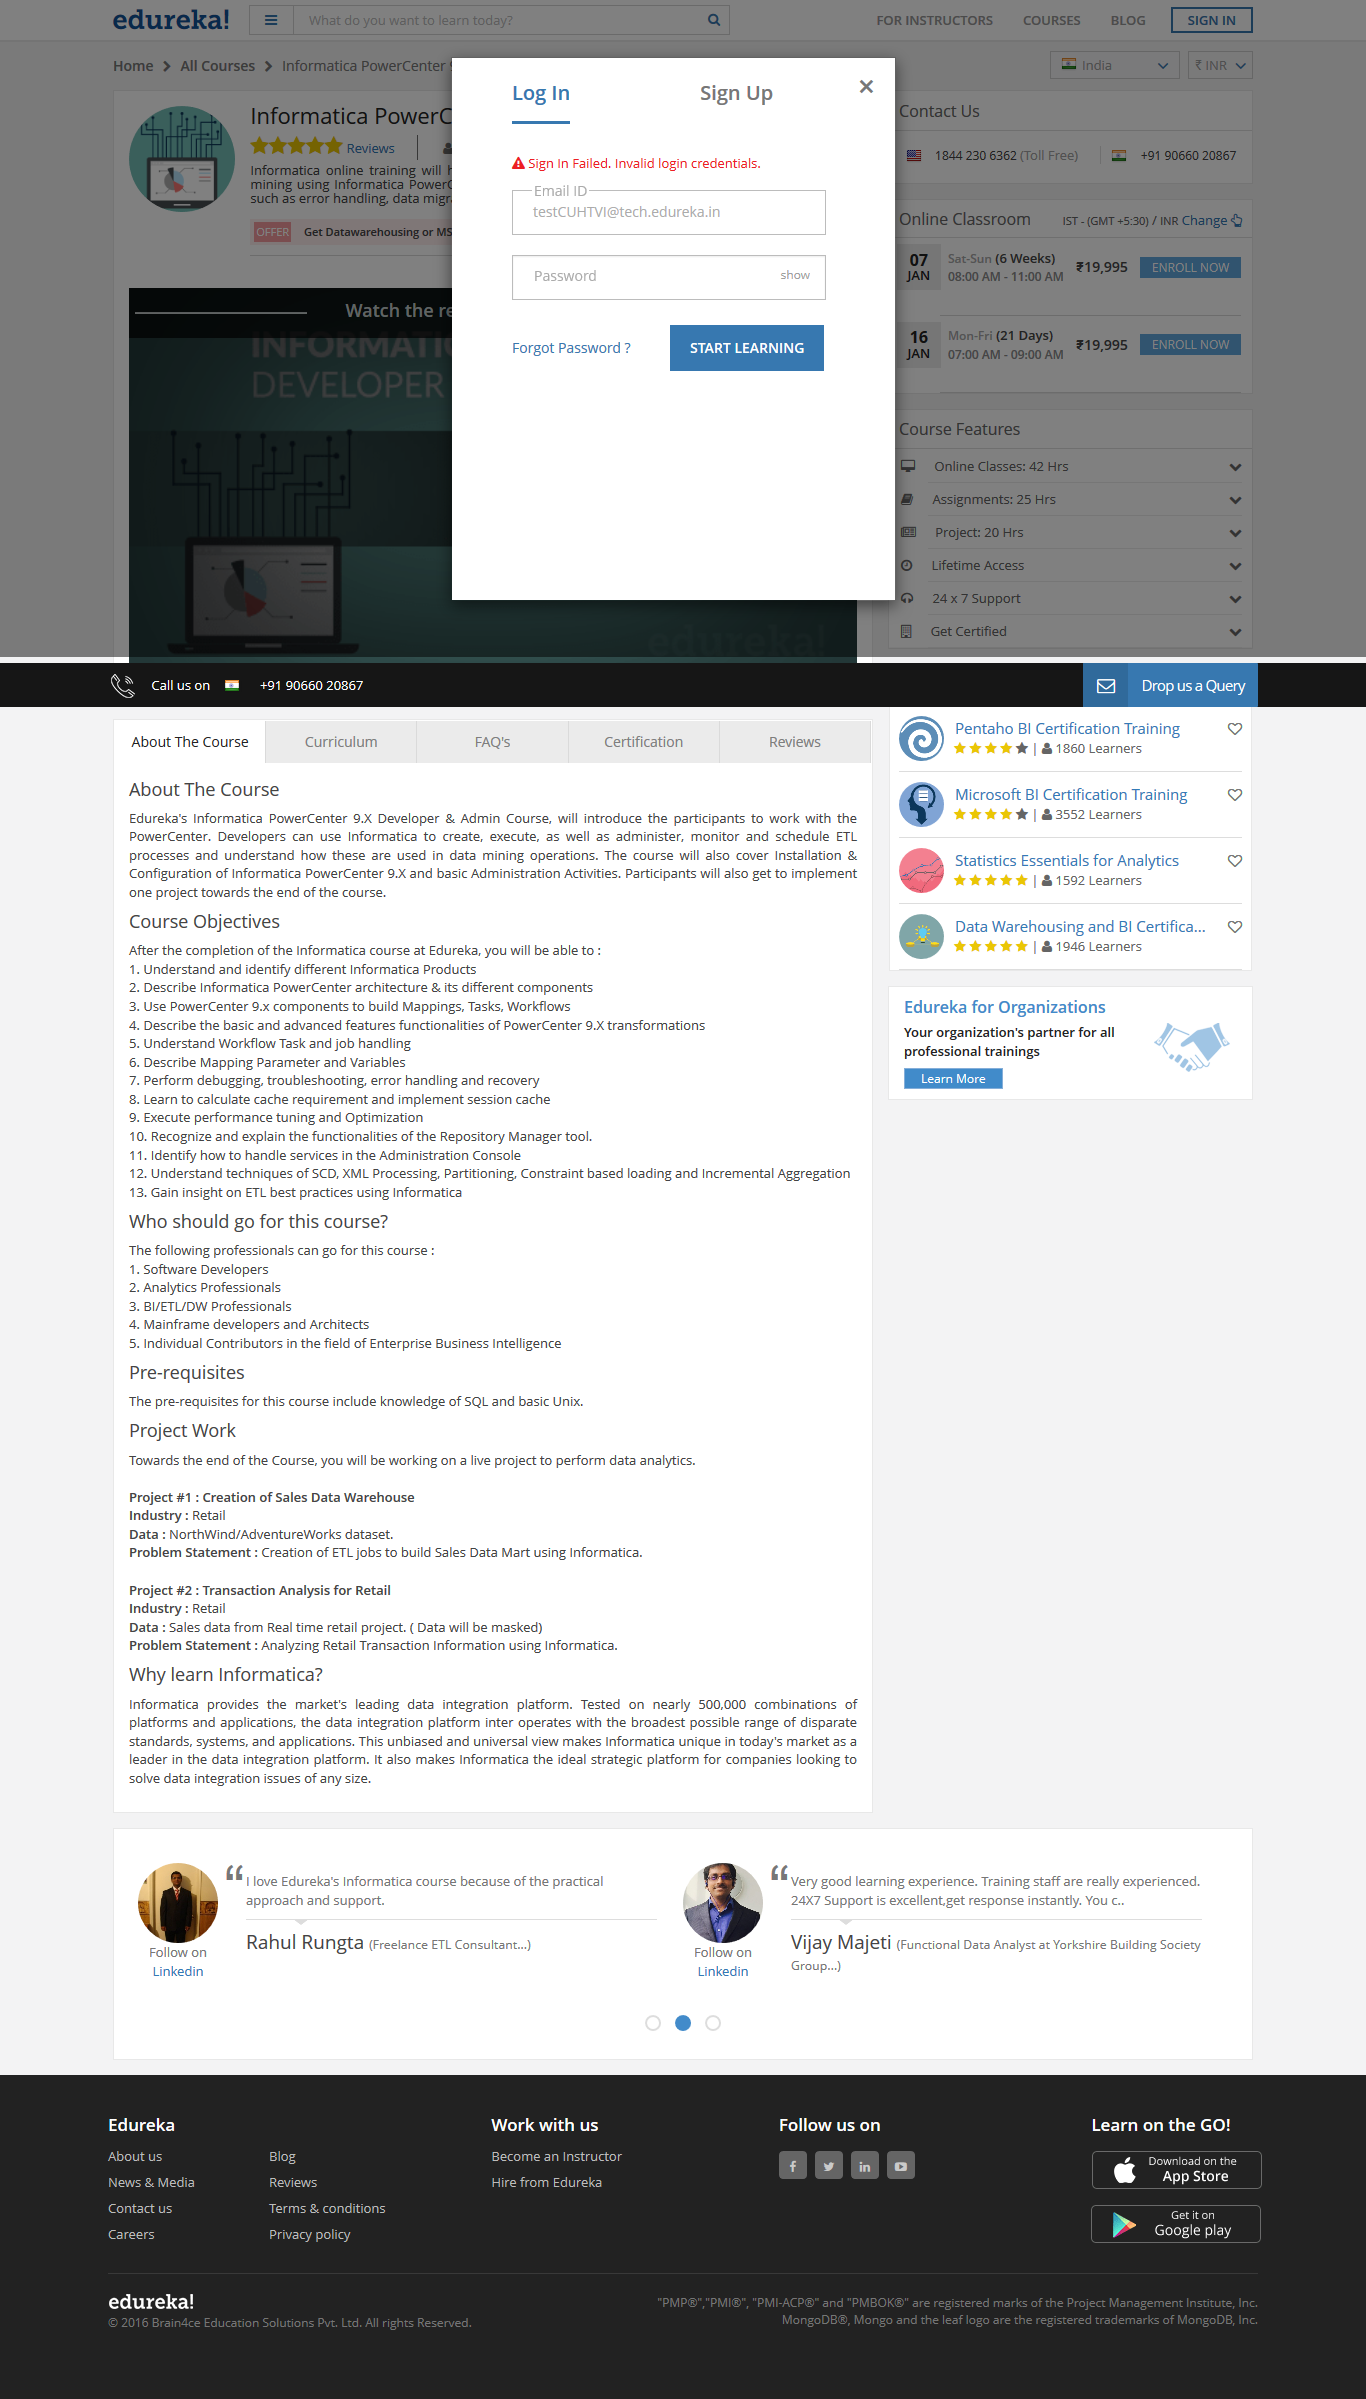 edureka!
What do you want to learn today?
FOR INSTRUCTORS
COURSES
BLOG
SIGN IN
Home > All Courses > Informatica PowerCenter
India
₹ INR
Log In
Sign Up
×
Sign In Failed. Invalid login credentials.
Email ID
testCUHTVI@tech.edureka.in
Password
show
Forgot Password ?
START LEARNING
Informatica PowerC
Reviews
Informatica online training will
mining using Informatica Power
such as error handling, data migr
OFFER
Get Datawarehousing or MS
Watch the re
INFORMATI
DEVELOPER
edureka!
Contact Us
1844 230 6362 (Toll Free)
+91 90660 20867
Online Classroom
IST - (GMT +5:30) / INR Change
07 JAN
Sat-Sun (6 Weeks)
08:00 AM - 11:00 AM
₹19,995
ENROLL NOW
16 JAN
Mon-Fri (21 Days)
07:00 AM - 09:00 AM
₹19,995
ENROLL NOW
Course Features
Online Classes: 42 Hrs
Assignments: 25 Hrs
Project: 20 Hrs
Lifetime Access
24 x 7 Support
Get Certified
Call us on
+91 90660 20867
Drop us a Query
About The Course
Curriculum
FAQ's
Certification
Reviews
About The Course
Edureka's Informatica PowerCenter 9.X Developer & Admin Course, will introduce the participants to work with the
PowerCenter. Developers can use Informatica to create, execute, as well as administer, monitor and schedule ETL
processes and understand how these are used in data mining operations. The course will also cover Installation &
Configuration of Informatica PowerCenter 9.X and basic Administration Activities. Participants will also get to implement
one project towards the end of the course.
Course Objectives
After the completion of the Informatica course at Edureka, you will be able to :
1. Understand and identify different Informatica Products
2. Describe Informatica PowerCenter architecture & its different components
3. Use PowerCenter 9.x components to build Mappings, Tasks, Workflows
4. Describe the basic and advanced features functionalities of PowerCenter 9.X transformations
5. Understand Workflow Task and job handling
6. Describe Mapping Parameter and Variables
7. Perform debugging, troubleshooting, error handling and recovery
8. Learn to calculate cache requirement and implement session cache
9. Execute performance tuning and Optimization
10. Recognize and explain the functionalities of the Repository Manager tool.
11. Identify how to handle services in the Administration Console
12. Understand techniques of SCD, XML Processing, Partitioning, Constraint based loading and Incremental Aggregation
13. Gain insight on ETL best practices using Informatica
Who should go for this course?
The following professionals can go for this course :
1. Software Developers
2. Analytics Professionals
3. BI/ETL/DW Professionals
4. Mainframe developers and Architects
5. Individual Contributors in the field of Enterprise Business Intelligence
Pre-requisites
The pre-requisites for this course include knowledge of SQL and basic Unix.
Project Work
Towards the end of the Course, you will be working on a live project to perform data analytics.
Project #1 : Creation of Sales Data Warehouse
Industry : Retail
Data : NorthWind/AdventureWorks dataset.
Problem Statement : Creation of ETL jobs to build Sales Data Mart using Informatica.
Project #2 : Transaction Analysis for Retail
Industry : Retail
Data : Sales data from Real time retail project. ( Data will be masked)
Problem Statement : Analyzing Retail Transaction Information using Informatica.
Why learn Informatica?
Informatica provides the market's leading data integration platform. Tested on nearly 500,000 combinations of
platforms and applications, the data integration platform inter operates with the broadest possible range of disparate
standards, systems, and applications. This unbiased and universal view makes Informatica unique in today's market as a
leader in the data integration platform. It also makes Informatica the ideal strategic platform for companies looking to
solve data integration issues of any size.
Pentaho BI Certification Training
| 1860 Learners
Microsoft BI Certification Training
| 3552 Learners
Statistics Essentials for Analytics
| 1592 Learners
Data Warehousing and BI Certifica...
| 1946 Learners
Edureka for Organizations
Your organization's partner for all
professional trainings
Learn More
“I love Edureka's Informatica course because of the practical
approach and support.
Rahul Rungta (Freelance ETL Consultant...)
Follow on
Linkedin
“Very good learning experience. Training staff are really experienced.
24X7 Support is excellent,get response instantly. You c..
Vijay Majeti (Functional Data Analyst at Yorkshire Building Society
Group...)
Follow on
Linkedin
Edureka
About us
News & Media
Contact us
Careers
Blog
Reviews
Terms & conditions
Privacy policy
Work with us
Become an Instructor
Hire from Edureka
Follow us on
Learn on the GO!
Download on the
App Store
Get it on
Google play
edureka!
© 2016 Brain4ce Education Solutions Pvt. Ltd. All rights Reserved.
"PMP®","PMI®", "PMI-ACP®" and "PMBOK®" are registered marks of the Project Management Institute, Inc.
MongoDB®, Mongo and the leaf logo are the registered trademarks of MongoDB, Inc.